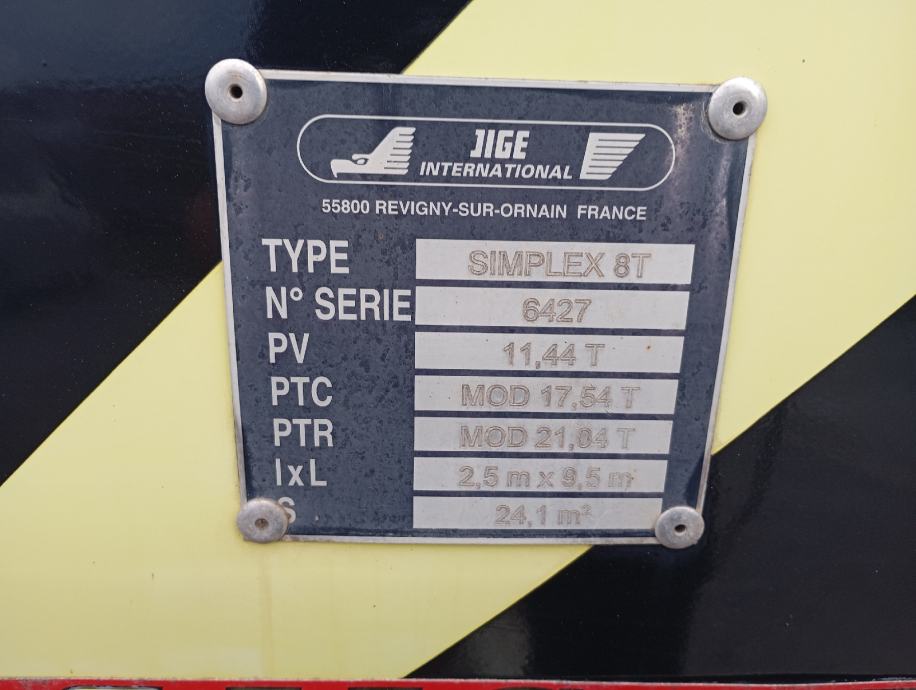 JIGE
INTERNATIONAL
55800 REVIGNY-SUR-ORNAIN FRANCE
TYPE SIMPLEX 8T
N° SERIE 6427
PV 11,44 T
PTC MOD 17,54 T
PTR MOD 21,04 T
l x L 2,5 m x 9,5 m
S 24,1 m²